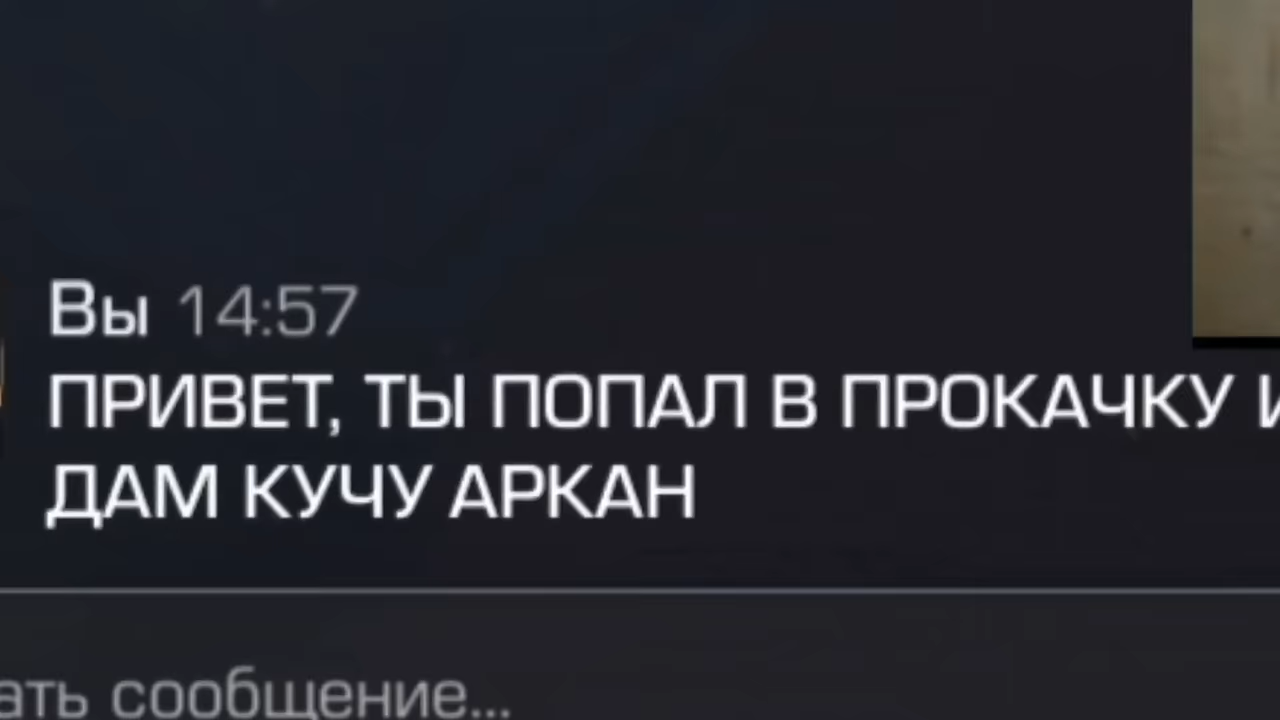 Вы 14:57
ПРИВЕТ, ТЫ ПОПАЛ В ПРОКАЧКУ И
ДАМ КУЧУ АРКАН
сообщение...